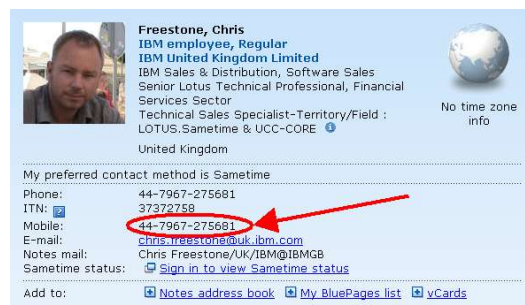 Freestone, Chris
IBM employee, Regular
IBM United Kingdom Limited
IBM Sales & Distribution, Software Sales
Senior Lotus Technical Professional, Financial
Services Sector
Technical Sales Specialist-Territory/Field :
LOTUS.Sametime & UCC-CORE
United Kingdom
No time zone
info
My preferred contact method is Sametime
Phone: 44-7967-275681
ITN: 37372758
Mobile: 44-7967-275681
E-mail: chris.freestone@uk.ibm.com
Notes mail: Chris Freestone/UK/IBM@IBMGB
Sametime status: Sign in to view Sametime status
Add to: Notes address book My BluePages list vCards